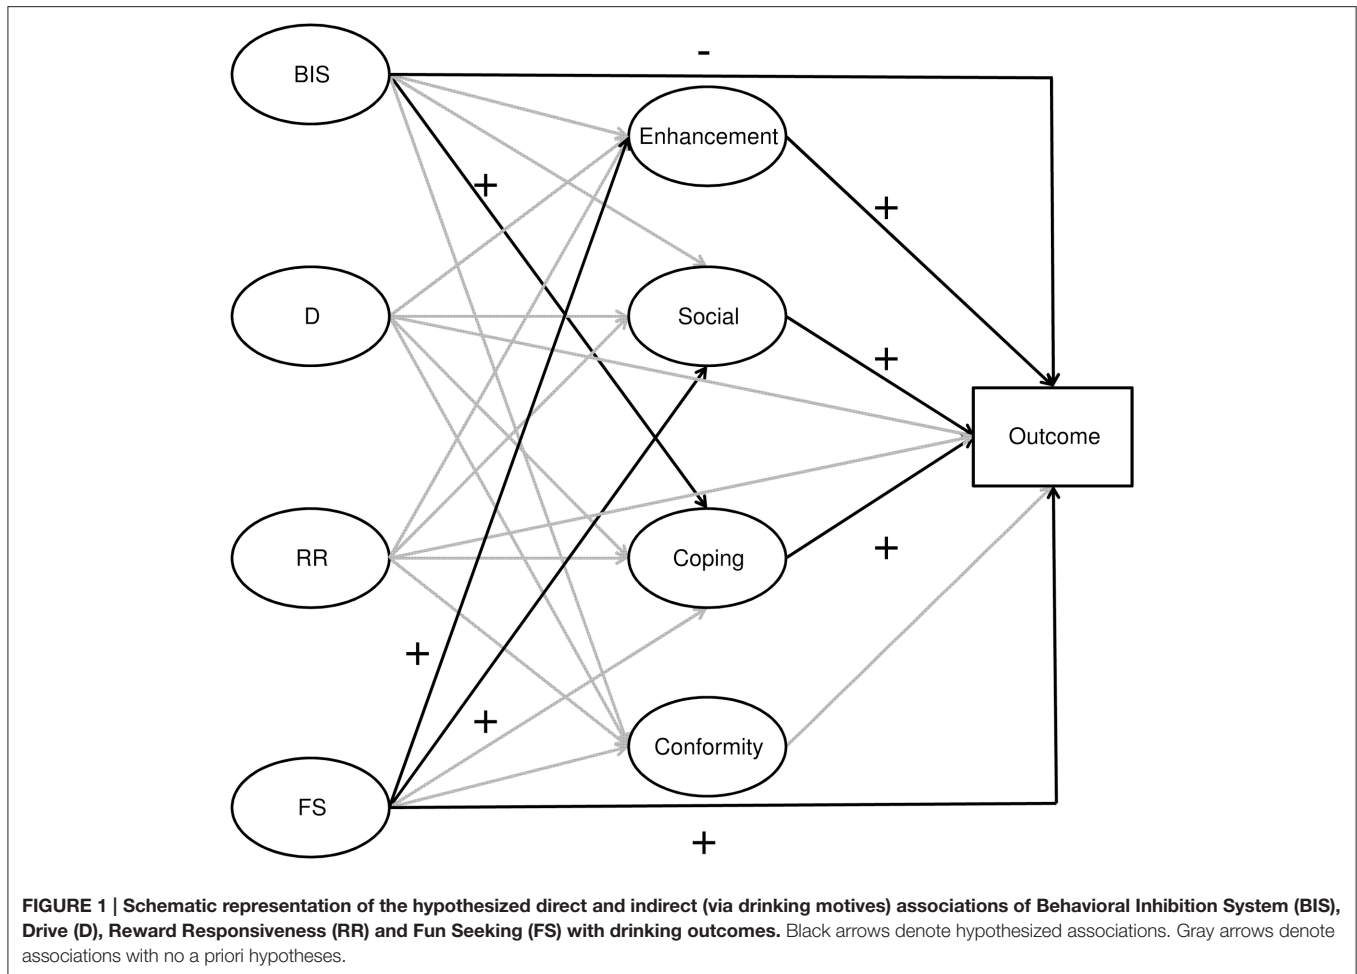 -
BIS
Enhancement
+
+
D
Social
+
Outcome
RR
Coping
+
+
+
Conformity
FS
+
FIGURE 1 | Schematic representation of the hypothesized direct and indirect (via drinking motives) associations of Behavioral Inhibition System (BIS),
Drive (D), Reward Responsiveness (RR) and Fun Seeking (FS) with drinking outcomes. Black arrows denote hypothesized associations. Gray arrows denote
associations with no a priori hypotheses.